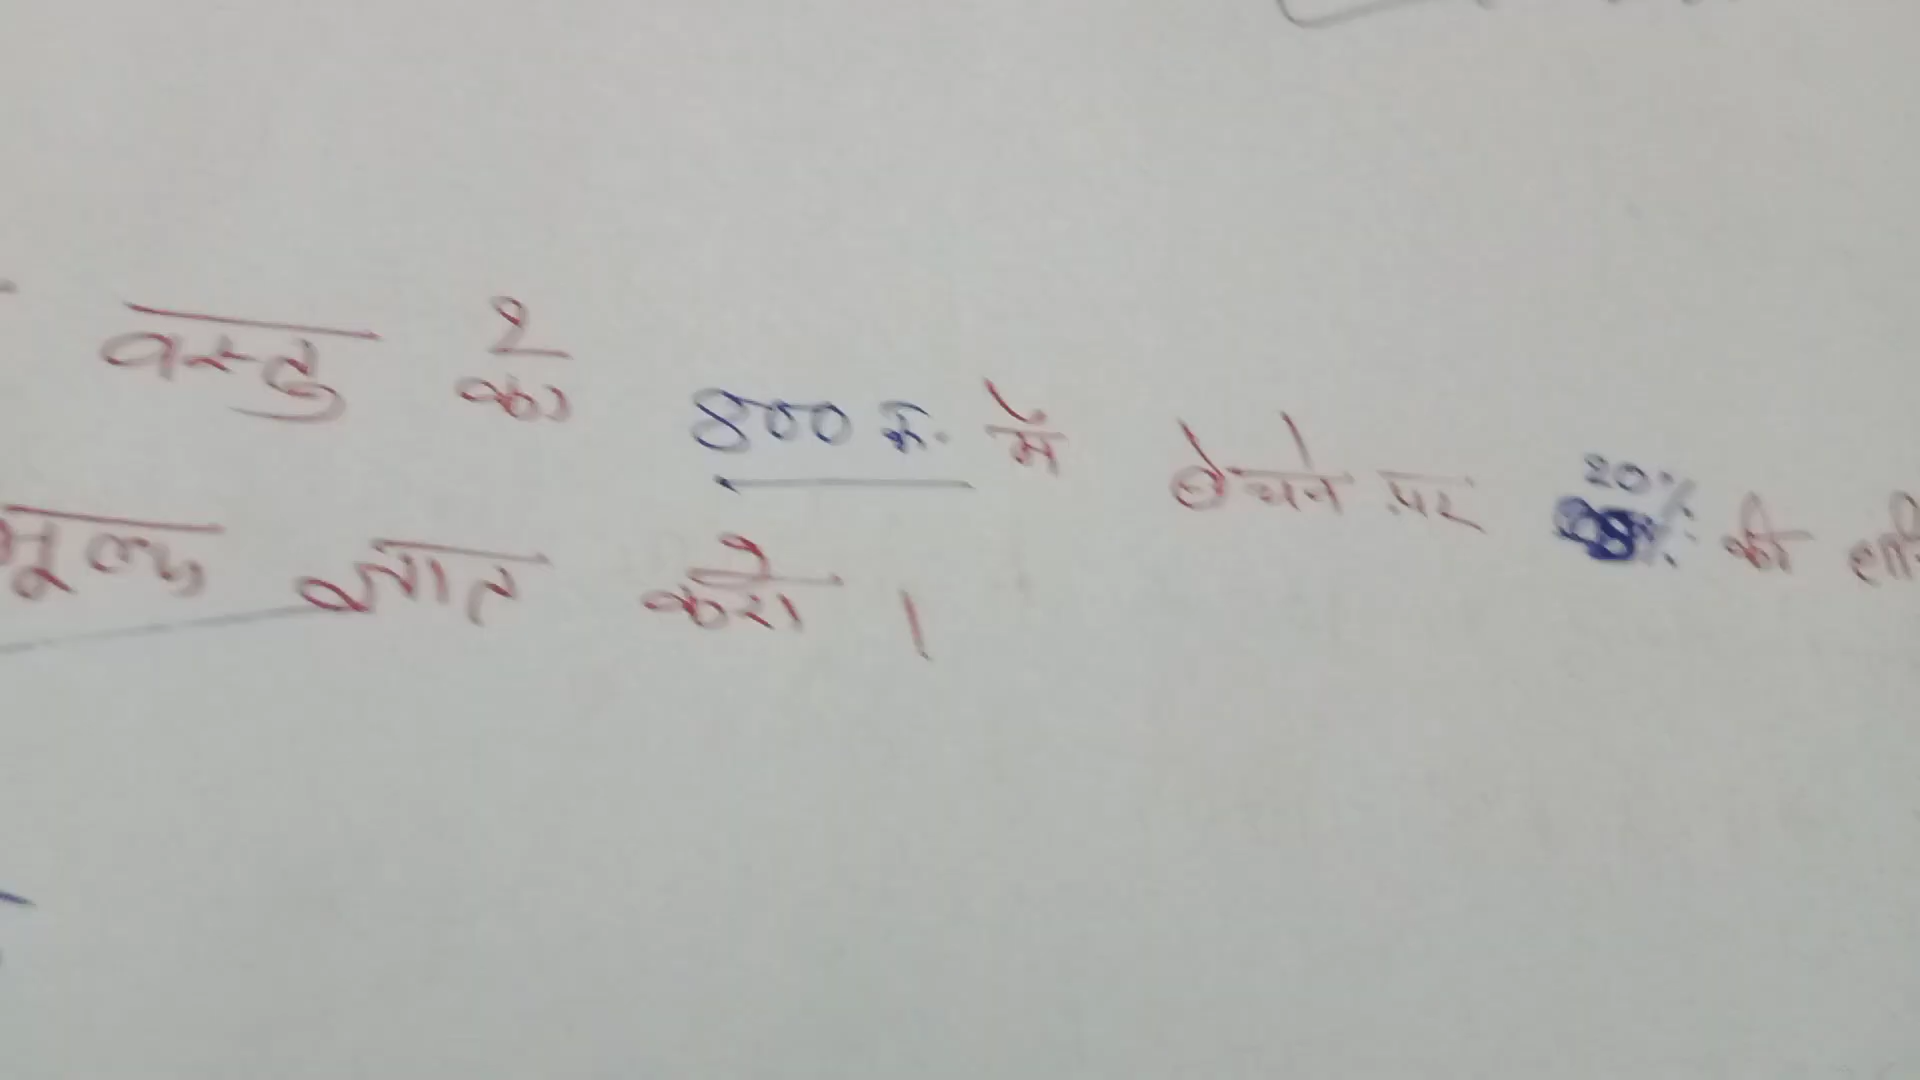 वस्तु को 800 रु. में बेचने पर 20% की
मूल्य ज्ञात करो ।